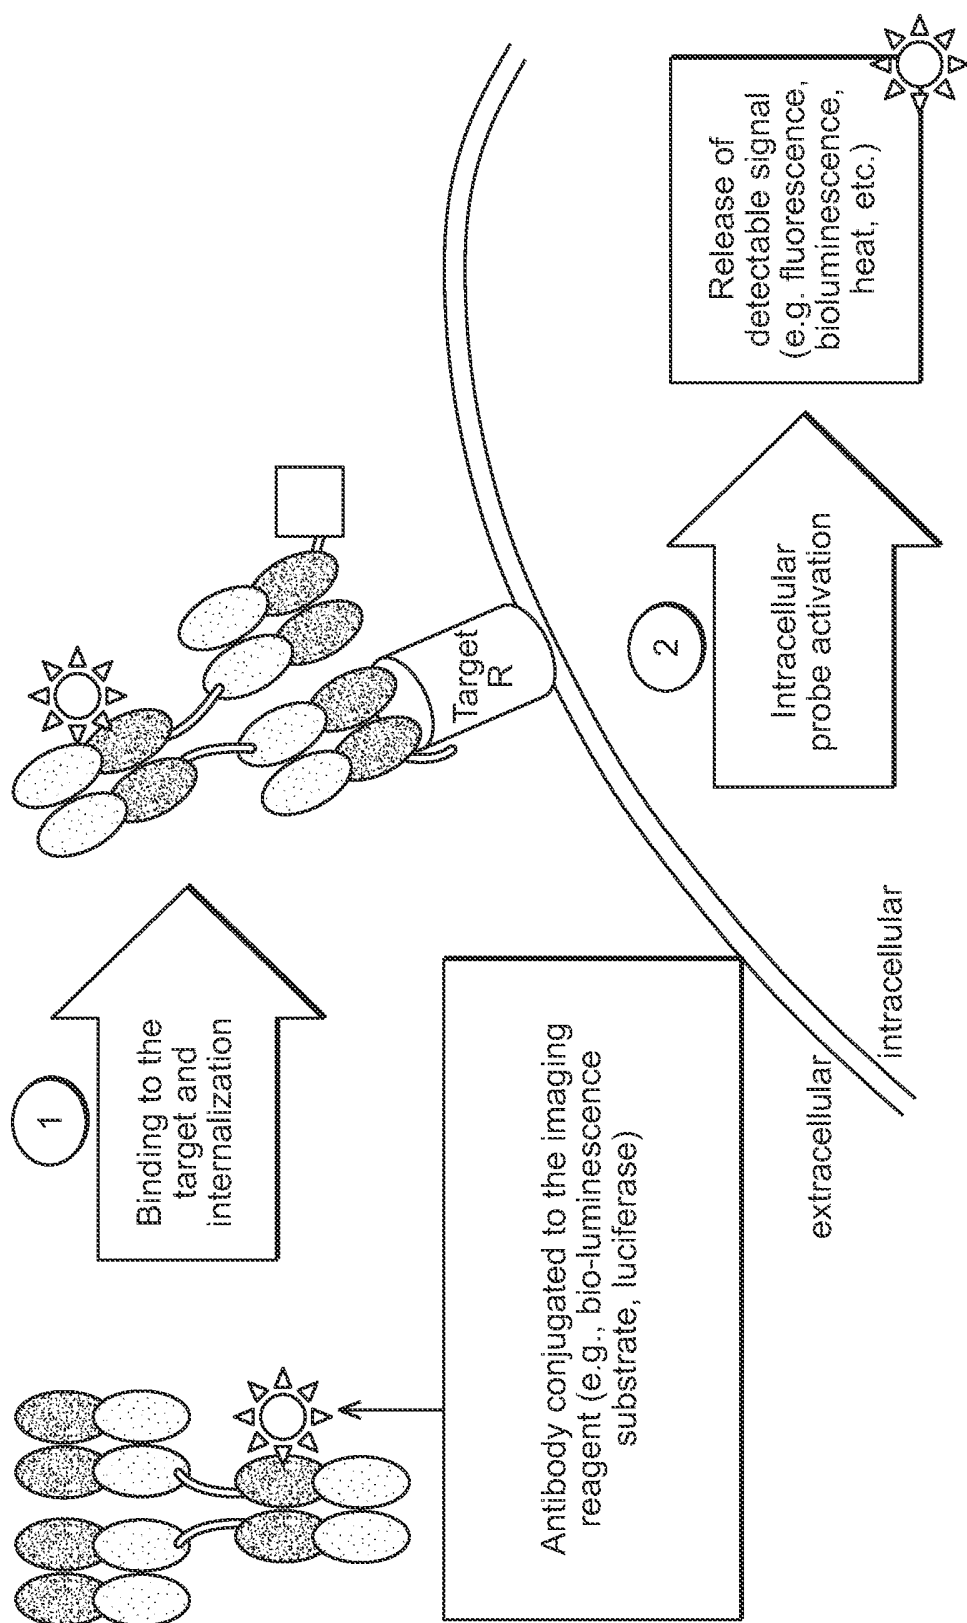 1
Binding to the
target and
internalization
Antibody conjugated to the imaging
reagent (e.g., bio-luminescence
substrate, luciferase)
Target
R
extracellular
intracellular
2
Intracellular
probe activation
Release of
detectable signal
(e.g. fluorescence,
bioluminescence,
heat, etc.)